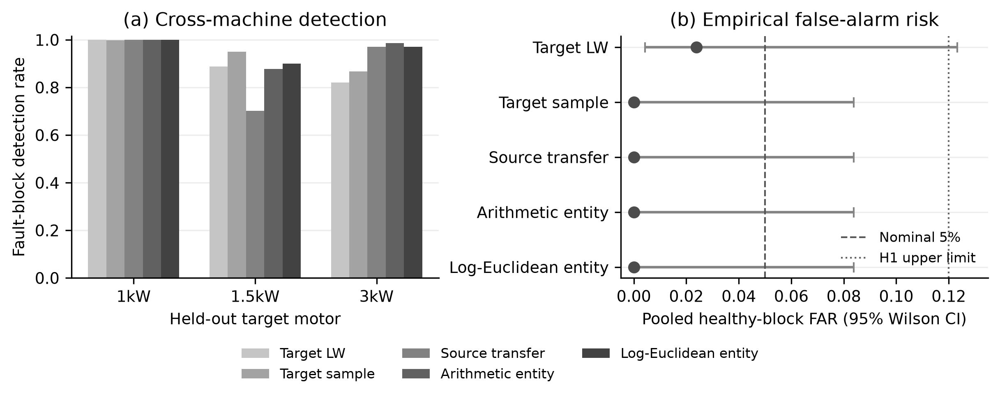 (a) Cross-machine detection
Fault-block detection rate
1.0
0.8
0.6
0.4
0.2
0.0
1kW
1.5kW
3kW
Held-out target motor
(b) Empirical false-alarm risk
Target LW
Target sample
Source transfer
Arithmetic entity
Log-Euclidean entity
Nominal 5%
H1 upper limit
0.00
0.02
0.04
0.06
0.08
0.10
0.12
Pooled healthy-block FAR (95% Wilson CI)
Target LW
Target sample
Source transfer
Arithmetic entity
Log-Euclidean entity